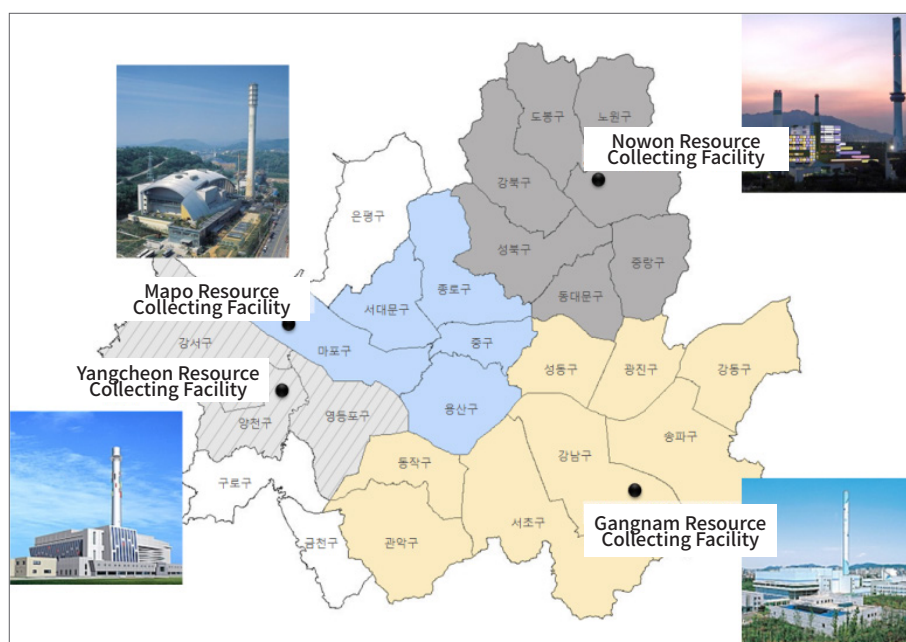 도봉구
노원구
Nowon Resource
Collecting Facility
강북구
은평구
성북구
중랑구
종로구
동대문구
Mapo Resource
Collecting Facility
서대문구
강서구
마포구
중구
성동구
광진구
강동구
Yangcheon Resource
Collecting Facility
양천구
영등포구
용산구
송파구
강남구
동작구
구로구
서초구
Gangnam Resource
Collecting Facility
관악구
금천구